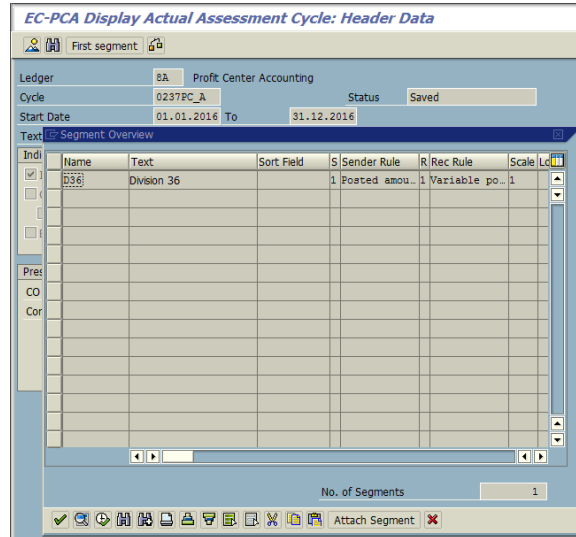 EC-PCA Display Actual Assessment Cycle: Header Data
First segment
Ledger 8A Profit Center Accounting
Cycle 0237PC_A Status Saved
Start Date 01.01.2016 To 31.12.2016
Text
Segment Overview
Indi
Name Text Sort Field S Sender Rule R Rec Rule Scale
D36 Division 36 1 Posted amou… 1 Variable po… 1
Pres
CO
Cor
No. of Segments 1
Attach Segment